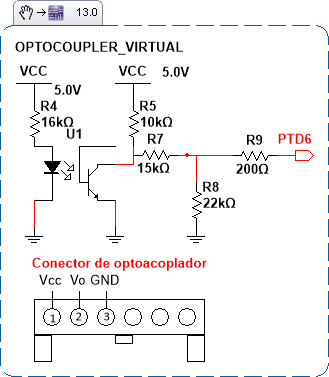 13.0
OPTOCOUPLER_VIRTUAL
VCC VCC
5.0V 5.0V
R4 R5
16kΩ 10kΩ
U1 R7 R9 PTD6
15kΩ 200Ω
R8
22kΩ
Conector de optoacoplador
Vcc Vo GND
1 2 3